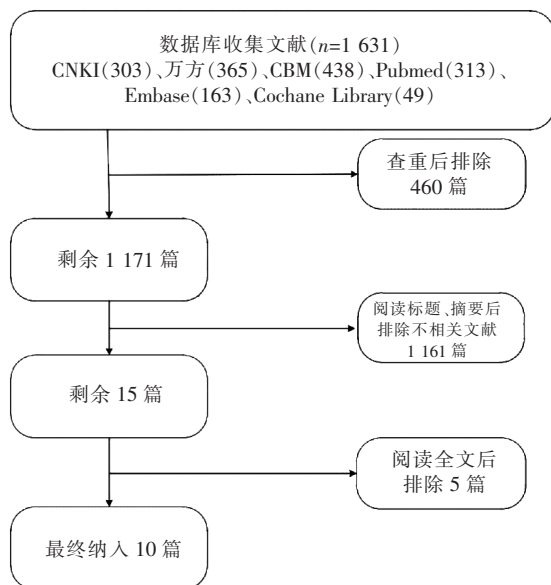 数据库收集文献(n=1 631)
CNKI(303)、万方(365)、CBM(438)、Pubmed(313)、
Embase(163)、Cochane Library(49)
查重后排除
460 篇
剩余 1 171 篇
阅读标题、摘要后
排除不相关文献
1 161 篇
剩余 15 篇
阅读全文后
排除 5 篇
最终纳入 10 篇